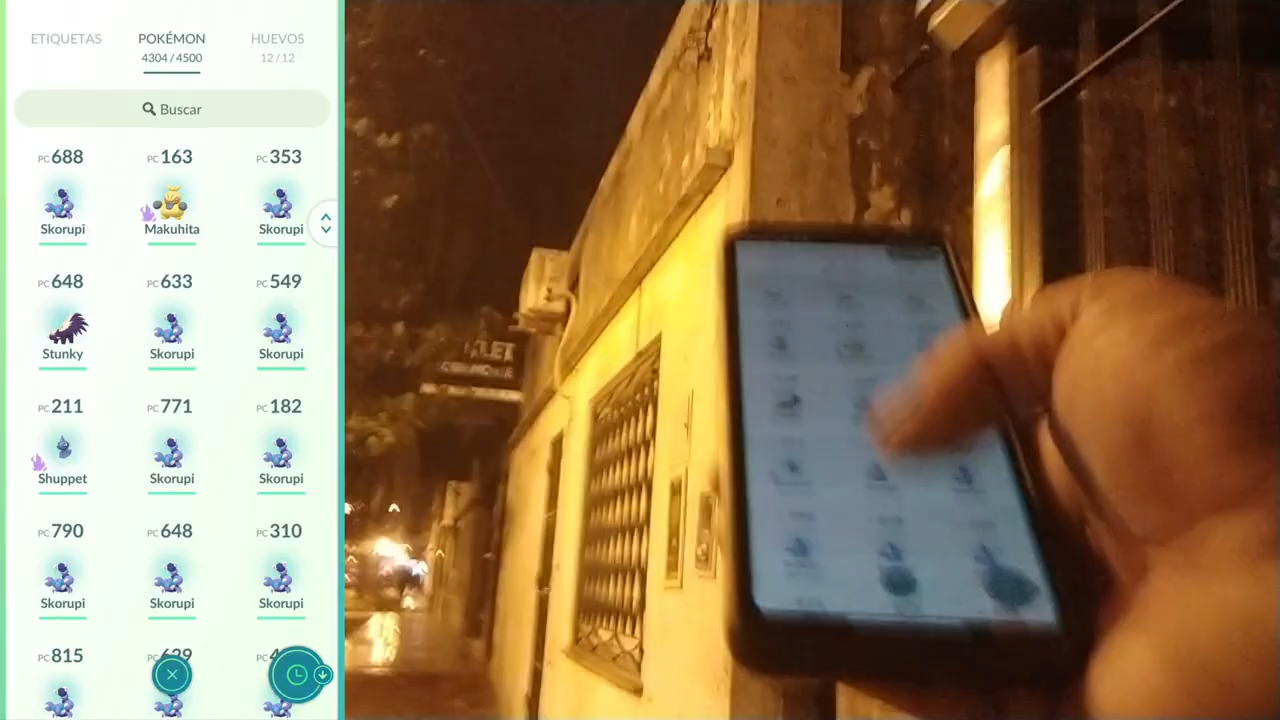 ETIQUETAS POKÉMON HUEVOS
4304 / 4500 12 / 12
Buscar
PC 688 PC 163 PC 353
Skorupi Makuhita Skorupi
PC 648 PC 633 PC 549
Stunky Skorupi Skorupi
PC 211 PC 771 PC 182
Shuppet Skorupi Skorupi
PC 790 PC 648 PC 310
Skorupi Skorupi Skorupi
PC 815 PC PC